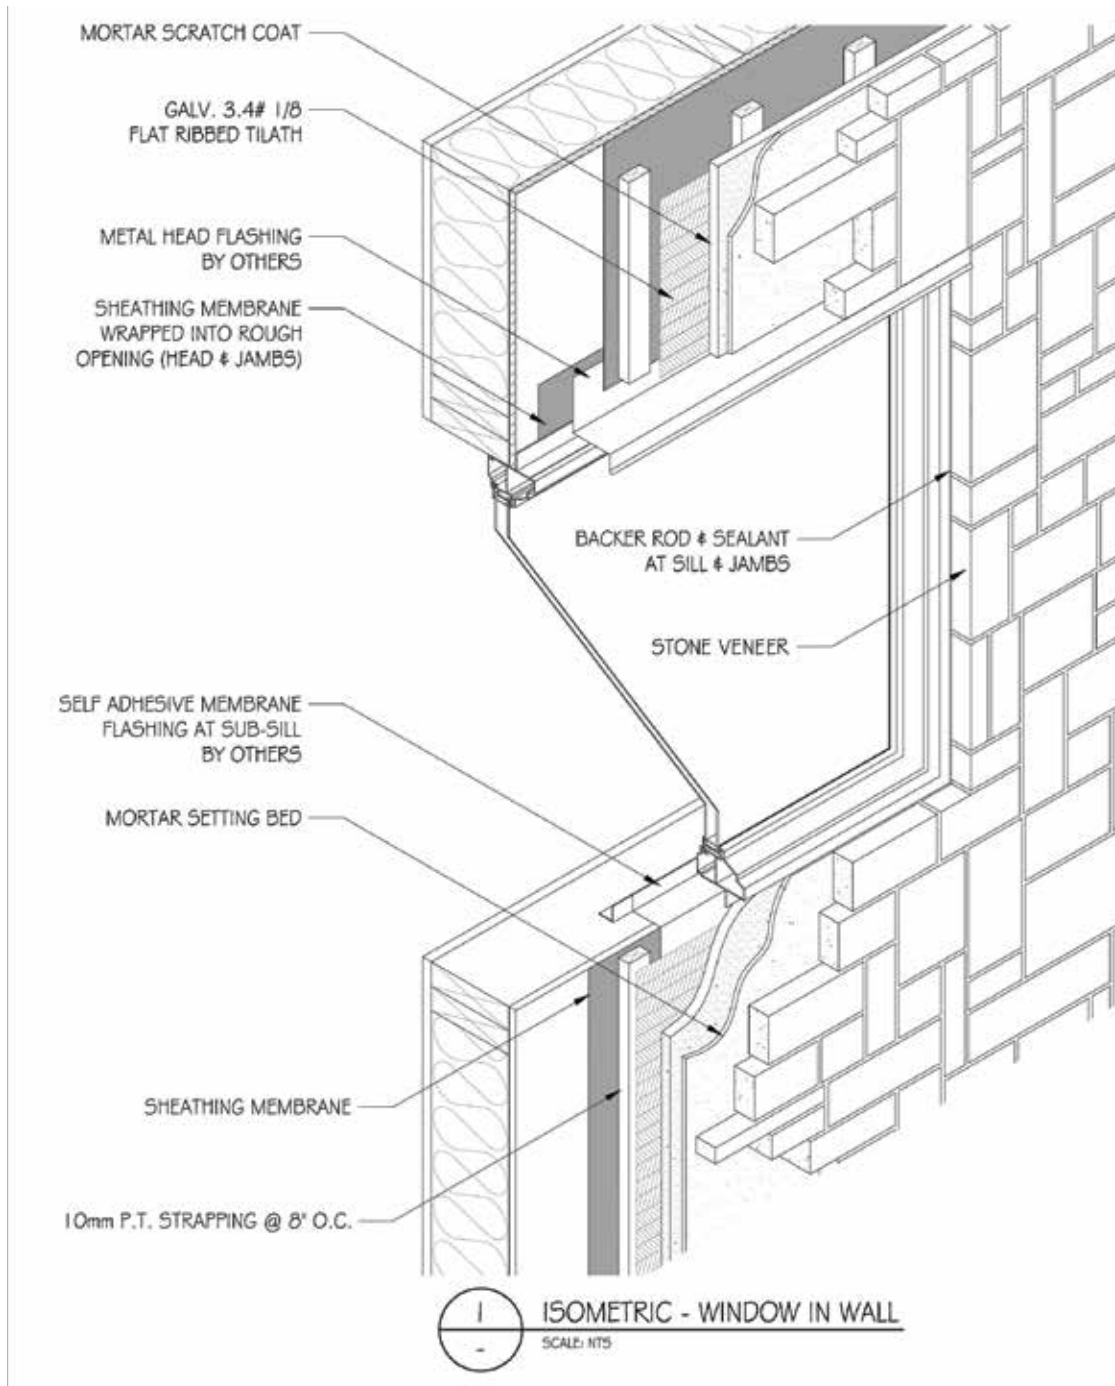 MORTAR SCRATCH COAT
GALV. 3.4# 1/8
FLAT RIBBED TILATH
METAL HEAD FLASHING
BY OTHERS
SHEATHING MEMBRANE
WRAPPED INTO ROUGH
OPENING (HEAD & JAMBS)
BACKER ROD & SEALANT
AT SILL & JAMBS
STONE VENEER
SELF ADHESIVE MEMBRANE
FLASHING AT SUB-SILL
BY OTHERS
MORTAR SETTING BED
SHEATHING MEMBRANE
10mm P.T. STRAPPING @ 8" O.C.
1
-
ISOMETRIC - WINDOW IN WALL
SCALE: NTS